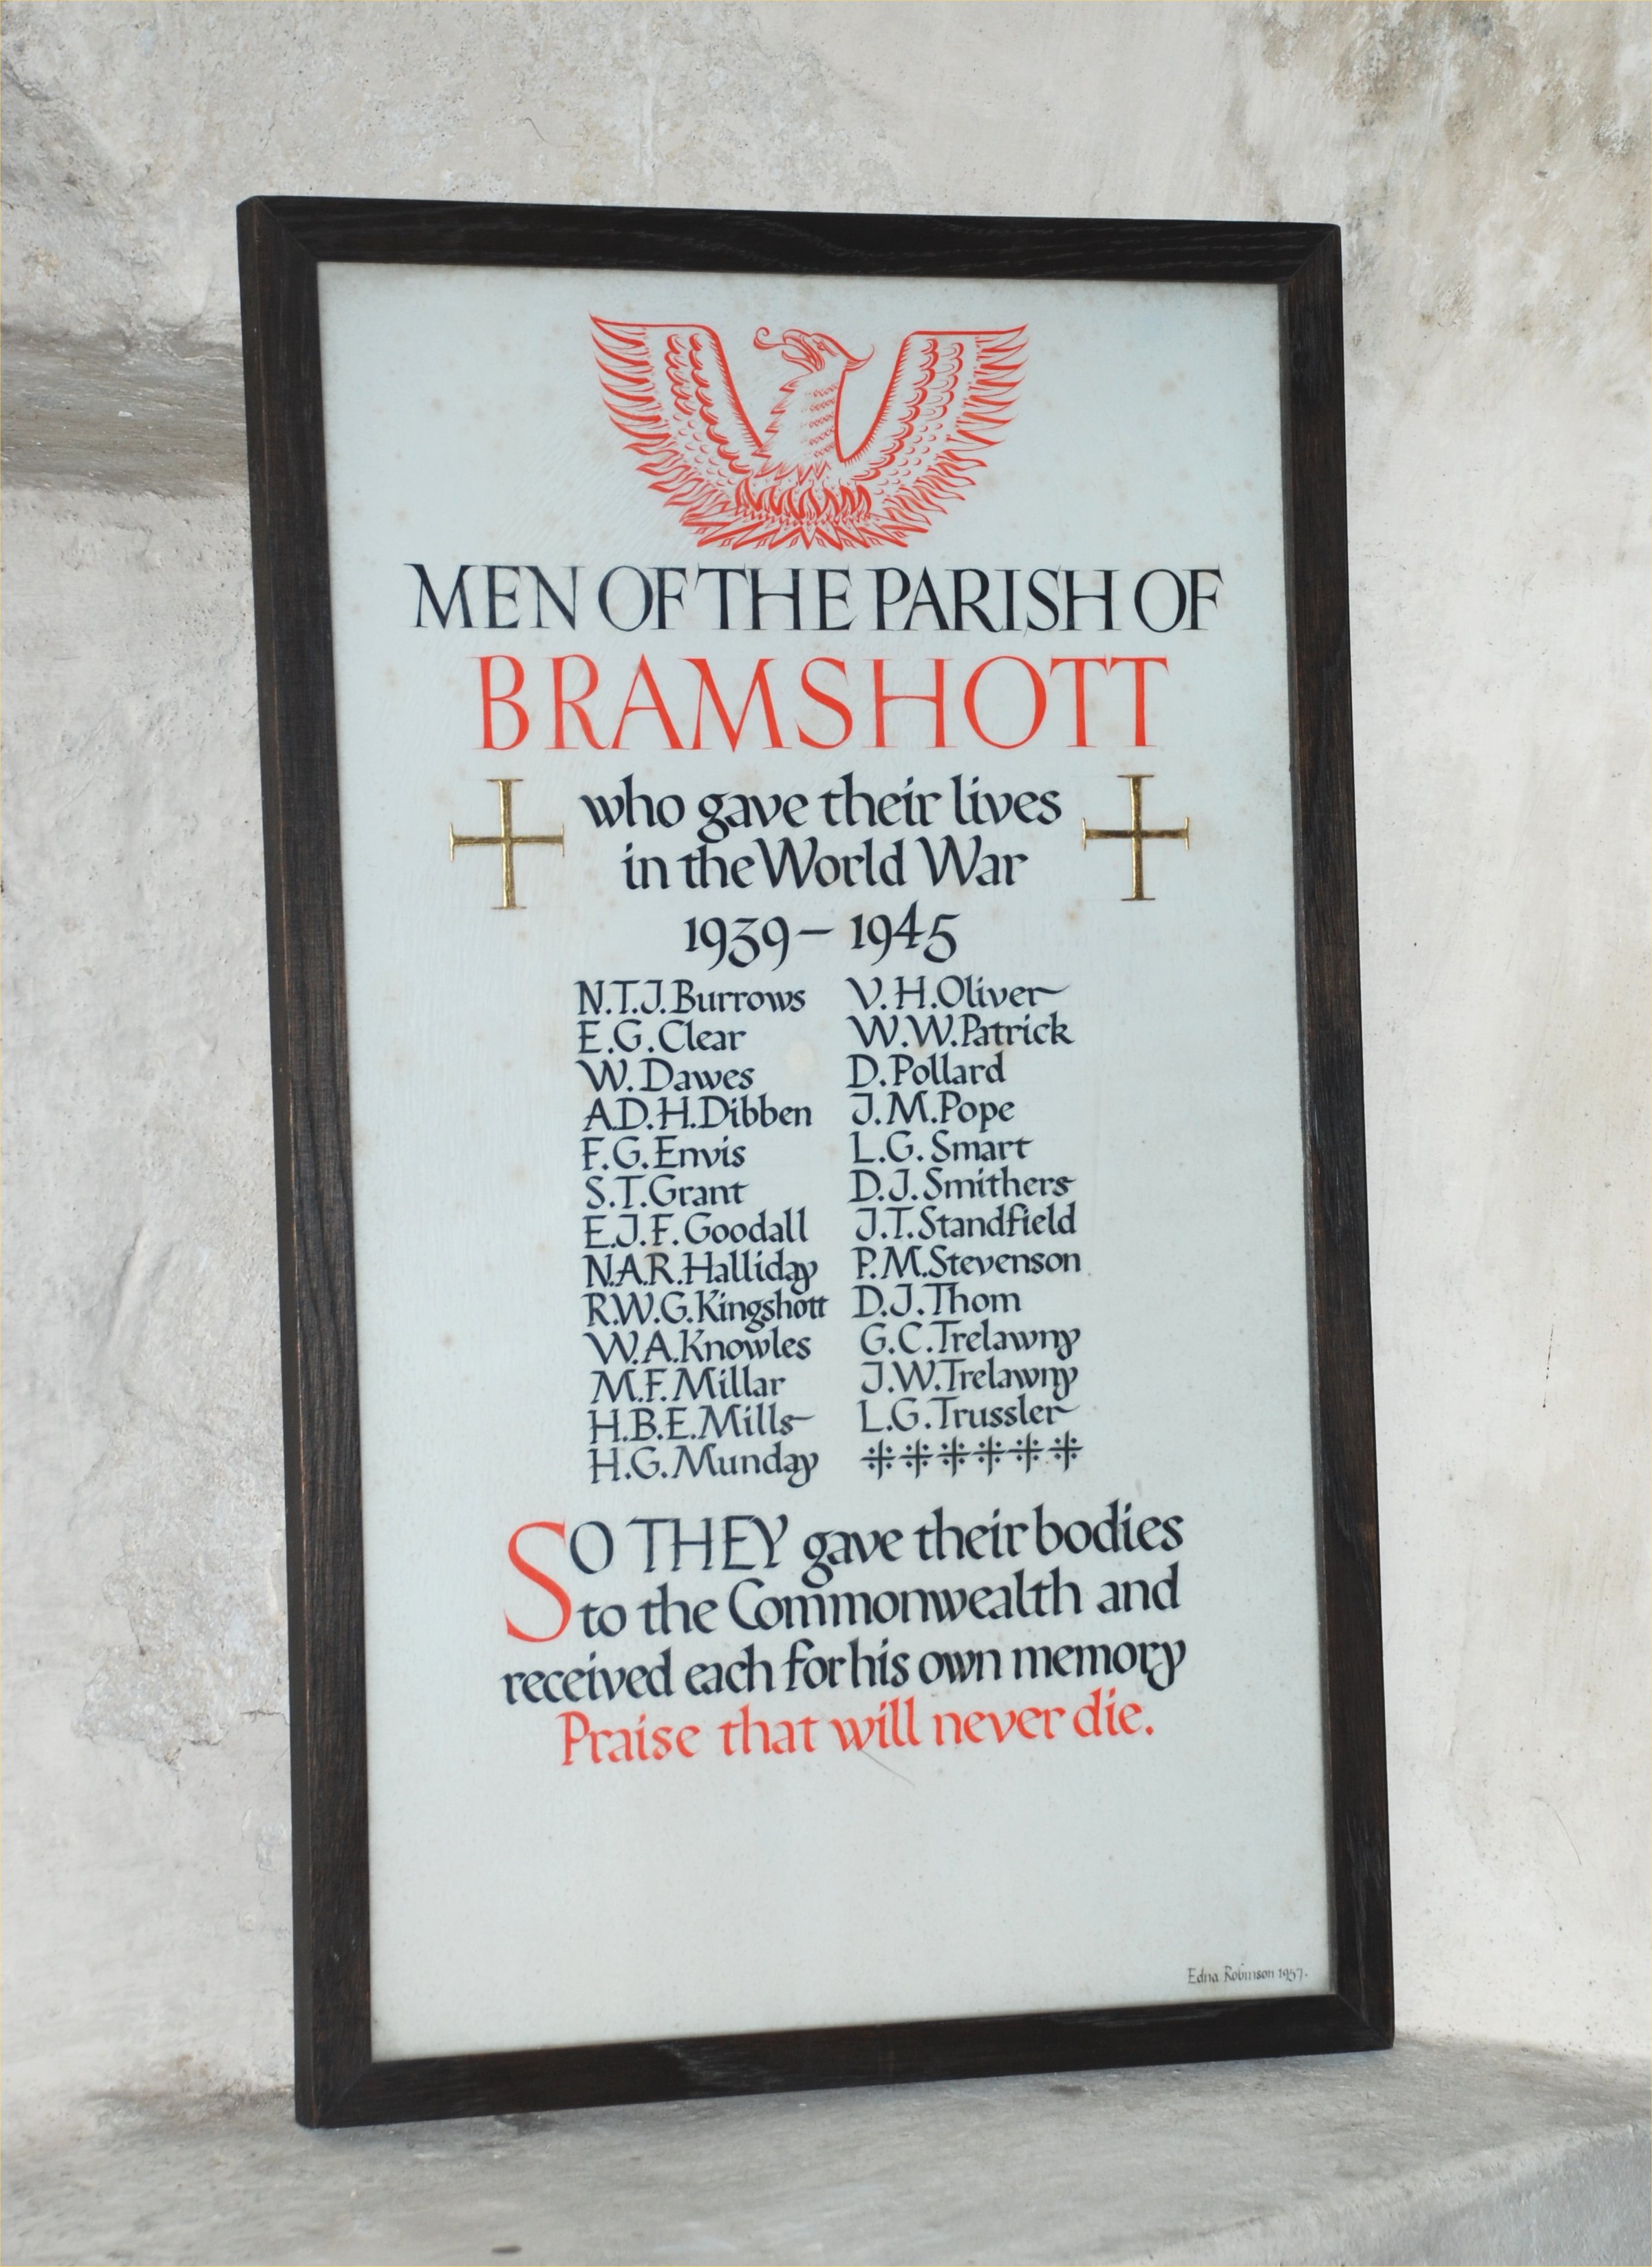 MEN OF THE PARISH OF
BRAMSHOTT
who gave their lives
in the World War
1939 – 1945
N.T.J. Burrows
E.G. Clear
W. Dawes
A.D.H. Dibben
F.G. Envis
S.T. Grant
E.J.F. Goodall
N.A.R. Halliday
R.W.G. Kingshott
W.A. Knowles
M.F. Millar
H.B.E. Mills
H.G. Munday
V.H. Oliver
W.W. Patrick
D. Pollard
J.M. Pope
L.G. Smart
D.J. Smithers
J.T. Standfield
P.M. Stevenson
D.J. Thom
G.C. Trelawny
J.W. Trelawny
L.G. Trussler
SO THEY gave their bodies
to the Commonwealth and
received each for his own memory
Praise that will never die.
Edna Robinson 1957.